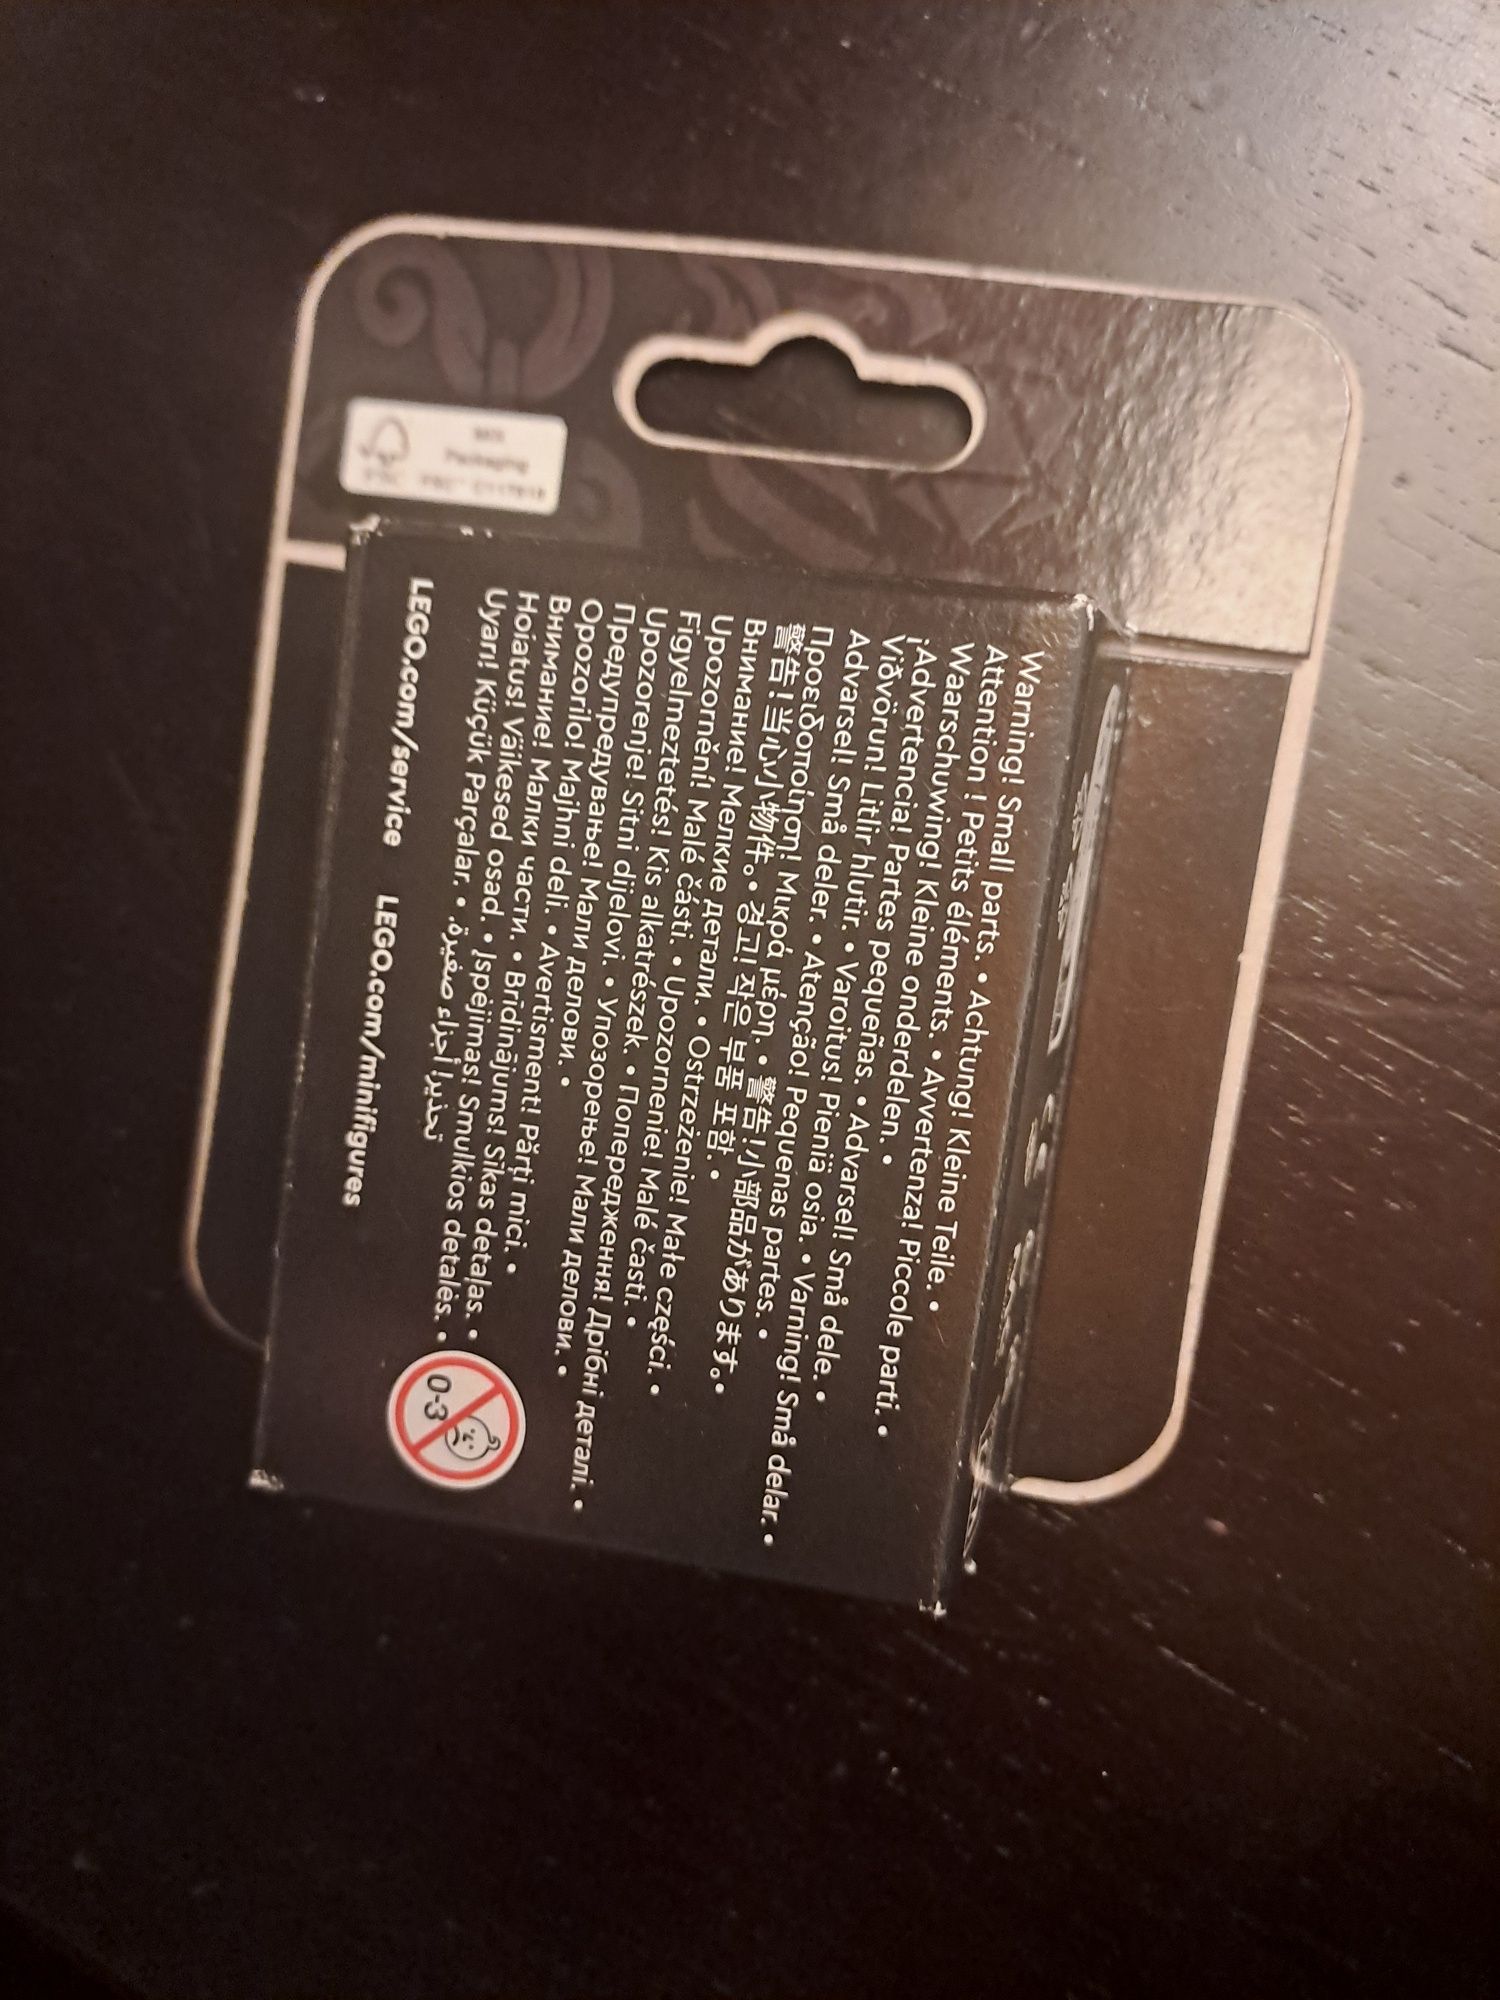 MIX
Packaging
FSC™ C117818
Warning! Small parts. • Achtung! Kleine Teile. •
Attention ! Petits éléments. • Avvertenza! Piccole parti. •
Waarschuwing! Kleine onderdelen. •
¡Advertencia! Partes pequeñas. • Advarsel! Små dele. •
Viðvörun! Litlir hlutir. • Varoitus! Pieniä osia. • Varning! Små delar. •
Advarsel! Små deler. • Atenção! Pequenas partes. •
Προειδοποίηση! Μικρά μέρη. • 警告!小部品があります。•
警告!当心小物件。• 경고! 작은 부품 포함. •
Внимание! Мелкие детали. • Ostrzeżenie! Małe części. •
Upozornění! Malé části. • Upozornenie! Malé časti. •
Figyelmeztetés! Kis alkatrészek. • Попередження! Дрібні деталі. •
Upozorenje! Sitni dijelovi. • Упозорење! Мали делови. •
Предупредување! Мали делови. •
Opozorilo! Majhni deli. • Avertisment! Părţi mici. •
Внимание! Малки части. • Brīdinājums! Sīkas detaļas. •
Hoiatus! Väikesed osad. • Įspėjimas! Smulkios detalės. •
Uyarı! Küçük Parçalar. • تحذير! أجزاء صغيرة.
0-3
LEGO.com/service LEGO.com/minifigures